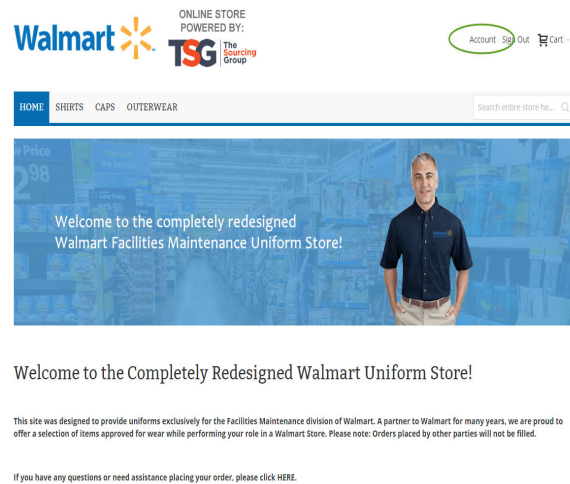 ONLINE STORE
POWERED BY:
Walmart
TSG The
Sourcing
Group
Account Sign Out Cart
HOME SHIRTS CAPS OUTERWEAR
Search entire store he...
Welcome to the completely redesigned
Walmart Facilities Maintenance Uniform Store!
Welcome to the Completely Redesigned Walmart Uniform Store!
This site was designed to provide uniforms exclusively for the Facilities Maintenance division of Walmart. A partner to Walmart for many years, we are proud to
offer a selection of items approved for wear while performing your role in a Walmart Store. Please note: Orders placed by other parties will not be filled.
If you have any questions or need assistance placing your order, please click HERE.